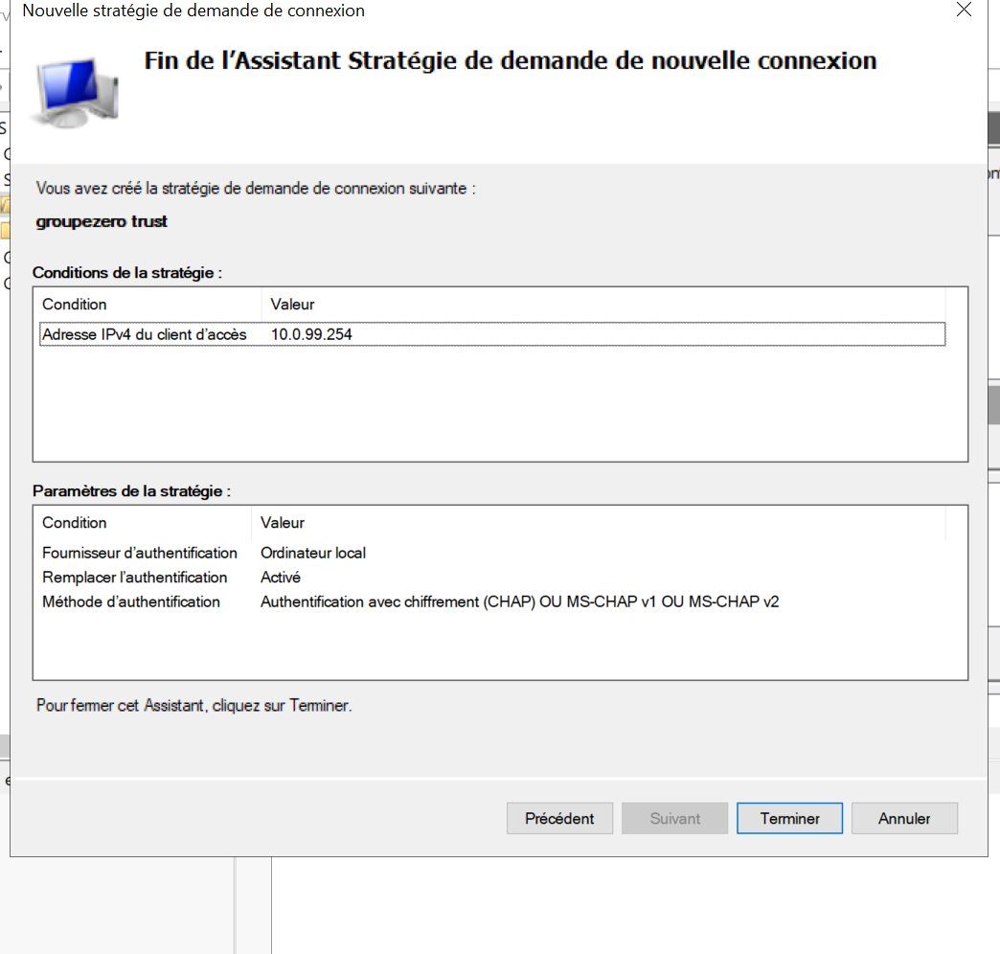 Nouvelle stratégie de demande de connexion
Fin de l'Assistant Stratégie de demande de nouvelle connexion
Vous avez créé la stratégie de demande de connexion suivante :
groupezero trust
Conditions de la stratégie :
Condition Valeur
Adresse IPv4 du client d'accès 10.0.99.254
Paramètres de la stratégie :
Condition Valeur
Fournisseur d'authentification Ordinateur local
Remplacer l'authentification Activé
Méthode d'authentification Authentification avec chiffrement (CHAP) OU MS-CHAP v1 OU MS-CHAP v2
Pour fermer cet Assistant, cliquez sur Terminer.
Précédent Suivant Terminer Annuler